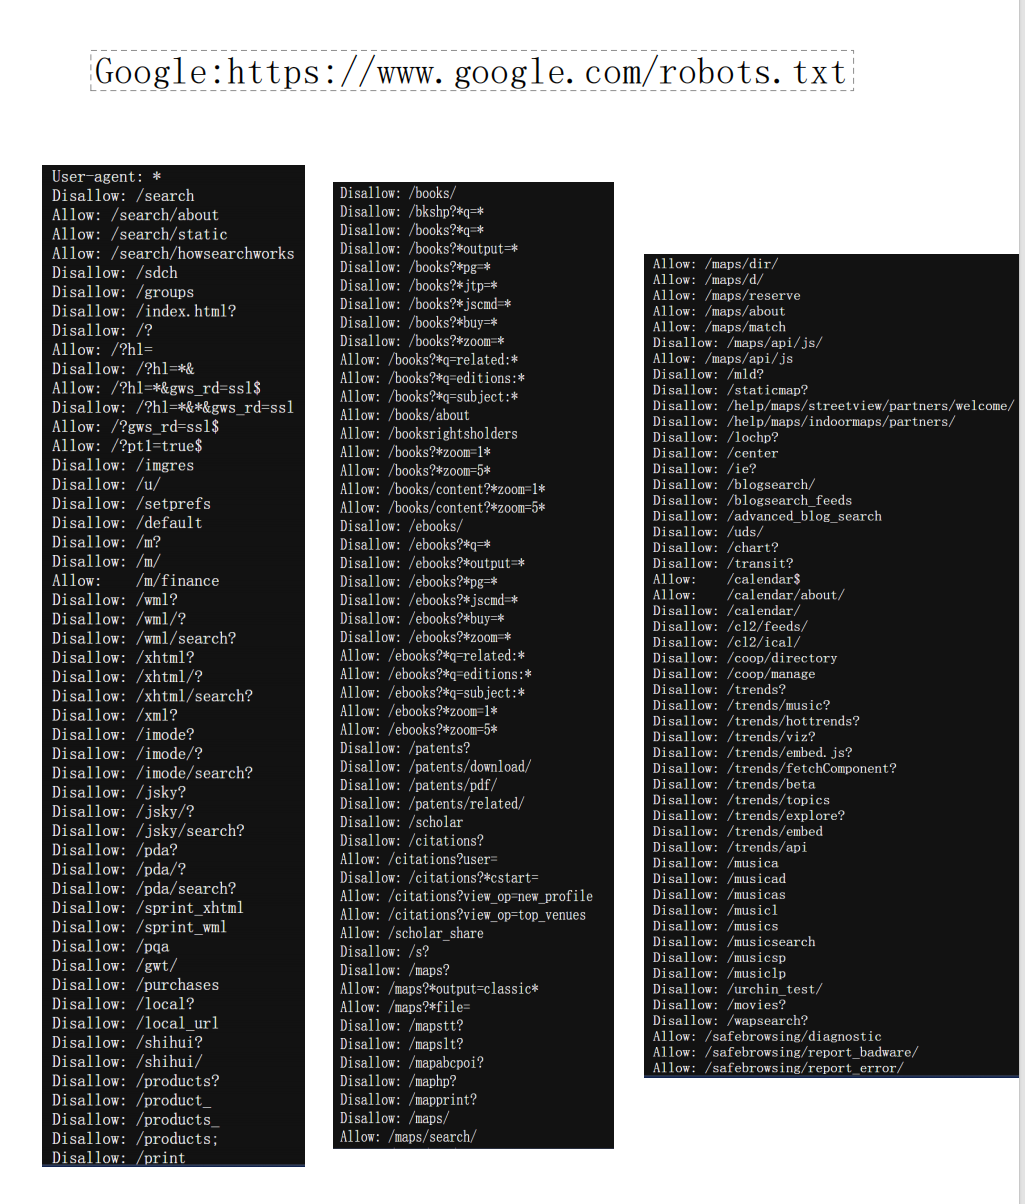 Google:https://www.google.com/robots.txt
User-agent: *
Disallow: /search
Allow: /search/about
Allow: /search/static
Allow: /search/howsearchworks
Disallow: /sdch
Disallow: /groups
Disallow: /index.html?
Disallow: /?
Allow: /?hl=
Disallow: /?hl=*&
Allow: /?hl=*&gws_rd=ssl$
Disallow: /?hl=*&*&gws_rd=ssl
Allow: /?gws_rd=ssl$
Allow: /?pt1=true$
Disallow: /imgres
Disallow: /u/
Disallow: /setprefs
Disallow: /default
Disallow: /m?
Disallow: /m/
Allow:    /m/finance
Disallow: /wml?
Disallow: /wml/?
Disallow: /wml/search?
Disallow: /xhtml?
Disallow: /xhtml/?
Disallow: /xhtml/search?
Disallow: /xml?
Disallow: /imode?
Disallow: /imode/?
Disallow: /imode/search?
Disallow: /jsky?
Disallow: /jsky/?
Disallow: /jsky/search?
Disallow: /pda?
Disallow: /pda/?
Disallow: /pda/search?
Disallow: /sprint_xhtml
Disallow: /sprint_wml
Disallow: /pqa
Disallow: /gwt/
Disallow: /purchases
Disallow: /local?
Disallow: /local_url
Disallow: /shihui?
Disallow: /shihui/
Disallow: /products?
Disallow: /product_
Disallow: /products_
Disallow: /products;
Disallow: /print
Disallow: /books/
Disallow: /bkshp?*q=*
Disallow: /books?*q=*
Disallow: /books?*output=*
Disallow: /books?*pg=*
Disallow: /books?*jtp=*
Disallow: /books?*jscmd=*
Disallow: /books?*buy=*
Disallow: /books?*zoom=*
Allow: /books?*q=related:*
Allow: /books?*q=editions:*
Allow: /books?*q=subject:*
Allow: /books/about
Allow: /booksrightsholders
Allow: /books?*zoom=1*
Allow: /books?*zoom=5*
Allow: /books/content?*zoom=1*
Allow: /books/content?*zoom=5*
Disallow: /ebooks/
Disallow: /ebooks?*q=*
Disallow: /ebooks?*output=*
Disallow: /ebooks?*pg=*
Disallow: /ebooks?*jscmd=*
Disallow: /ebooks?*buy=*
Disallow: /ebooks?*zoom=*
Allow: /ebooks?*q=related:*
Allow: /ebooks?*q=editions:*
Allow: /ebooks?*q=subject:*
Allow: /ebooks?*zoom=1*
Allow: /ebooks?*zoom=5*
Disallow: /patents?
Disallow: /patents/download/
Disallow: /patents/pdf/
Disallow: /patents/related/
Disallow: /scholar
Disallow: /citations?
Allow: /citations?user=
Disallow: /citations?*cstart=
Allow: /citations?view_op=new_profile
Allow: /citations?view_op=top_venues
Allow: /scholar_share
Disallow: /s?
Disallow: /maps?
Allow: /maps?*output=classic*
Allow: /maps?*file=
Disallow: /mapstt?
Disallow: /mapslt?
Disallow: /mapabcpoi?
Disallow: /maphp?
Disallow: /mapprint?
Disallow: /maps/
Allow: /maps/search/
Allow: /maps/dir/
Allow: /maps/d/
Allow: /maps/reserve
Allow: /maps/about
Allow: /maps/match
Disallow: /maps/api/js/
Allow: /maps/api/js
Disallow: /mld?
Disallow: /staticmap?
Disallow: /help/maps/streetview/partners/welcome/
Disallow: /help/maps/indoormaps/partners/
Disallow: /lochp?
Disallow: /center
Disallow: /ie?
Disallow: /blogsearch/
Disallow: /blogsearch_feeds
Disallow: /advanced_blog_search
Disallow: /uds/
Disallow: /chart?
Disallow: /transit?
Allow:    /calendar$
Allow:    /calendar/about/
Disallow: /calendar/
Disallow: /cl2/feeds/
Disallow: /cl2/ical/
Disallow: /coop/directory
Disallow: /coop/manage
Disallow: /trends?
Disallow: /trends/music?
Disallow: /trends/hottrends?
Disallow: /trends/viz?
Disallow: /trends/embed.js?
Disallow: /trends/fetchComponent?
Disallow: /trends/beta
Disallow: /trends/topics
Disallow: /trends/explore?
Disallow: /trends/embed
Disallow: /trends/api
Disallow: /musica
Disallow: /musicad
Disallow: /musicas
Disallow: /musicl
Disallow: /musics
Disallow: /musicsearch
Disallow: /musicsp
Disallow: /musiclp
Disallow: /urchin_test/
Disallow: /movies?
Disallow: /wapsearch?
Allow: /safebrowsing/diagnostic
Allow: /safebrowsing/report_badware/
Allow: /safebrowsing/report_error/